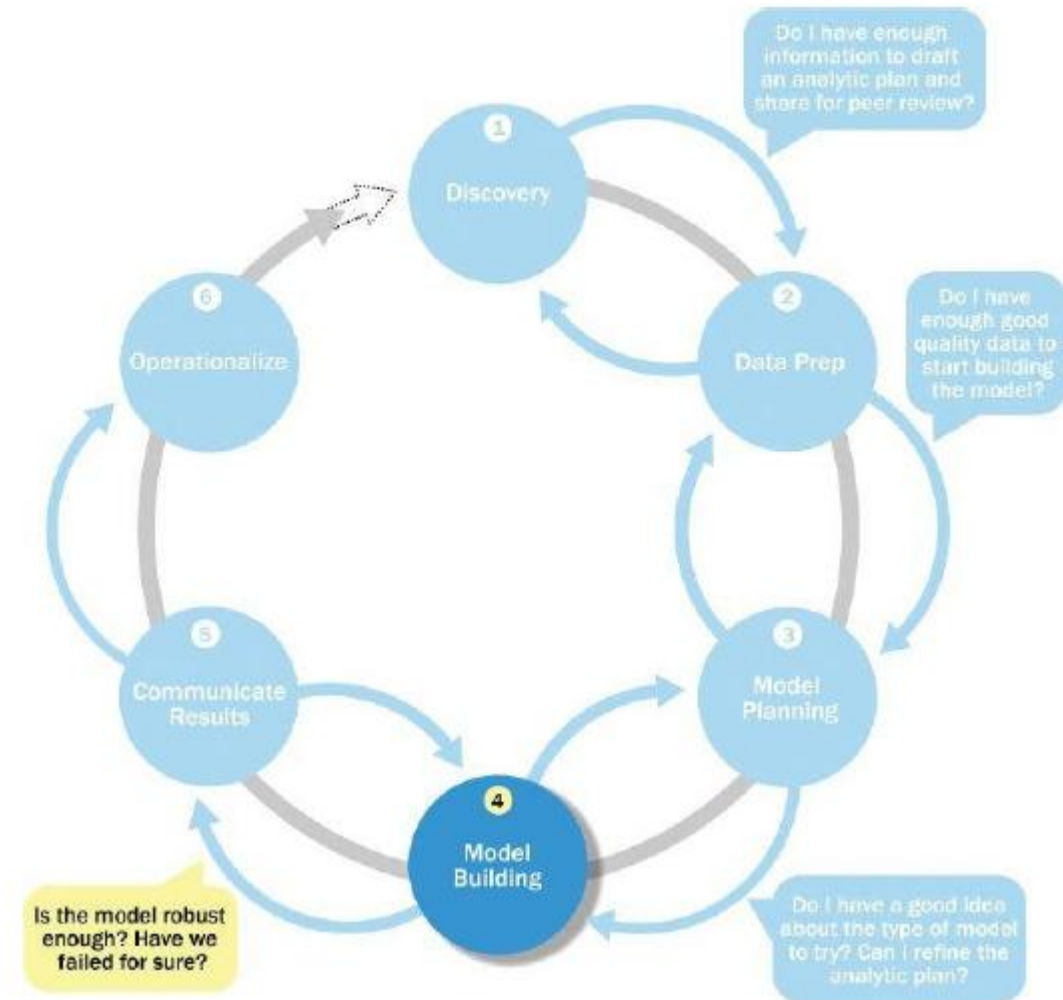 Do I have enough
information to draft
an analytic plan and
share for peer review?
1
Discovery
2
Data Prep
Do I have
enough good
quality data to
start building
the model?
6
Operationalize
5
Communicate
Results
3
Model
Planning
4
Model
Building
Is the model robust
enough? Have we
failed for sure?
Do I have a good idea
about the type of model
to try? Can I refine the
analytic plan?